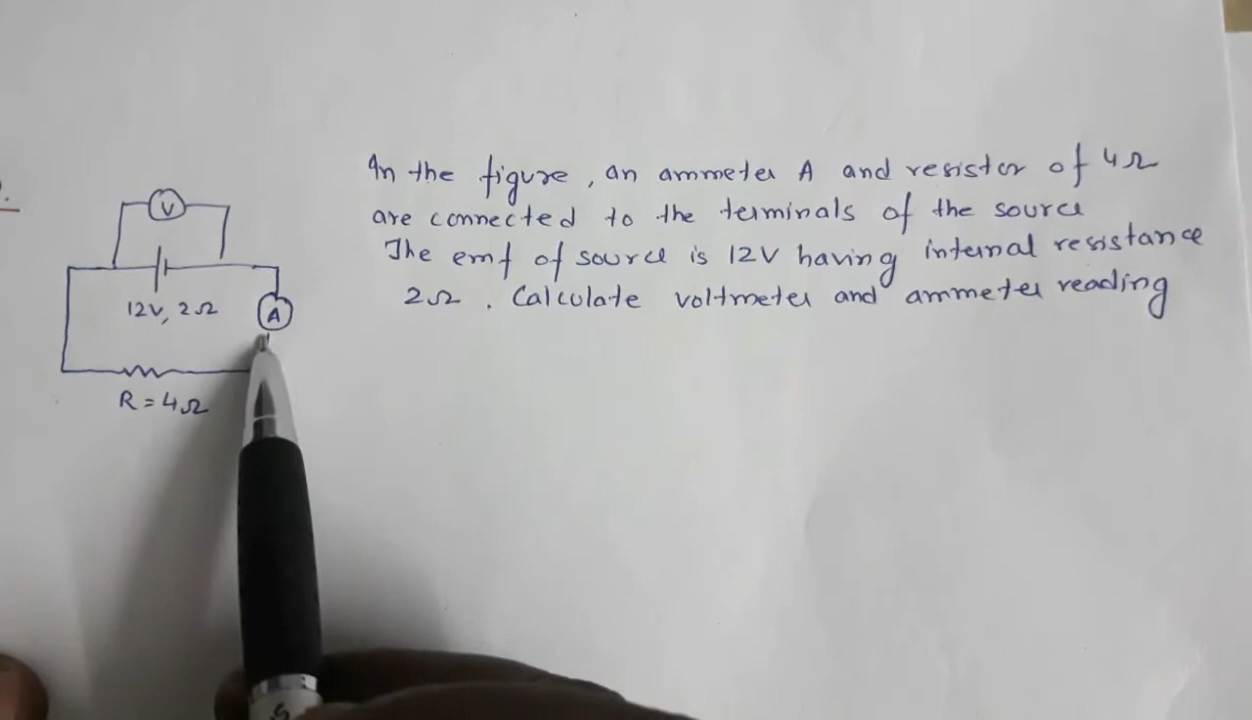 In the figure, an ammeter A and resistor of 4Ω
are connected to the terminals of the source
The emf of source is 12V having internal resistance
2Ω. Calculate voltmeter and ammeter reading
V
12V, 2Ω
A
R = 4Ω